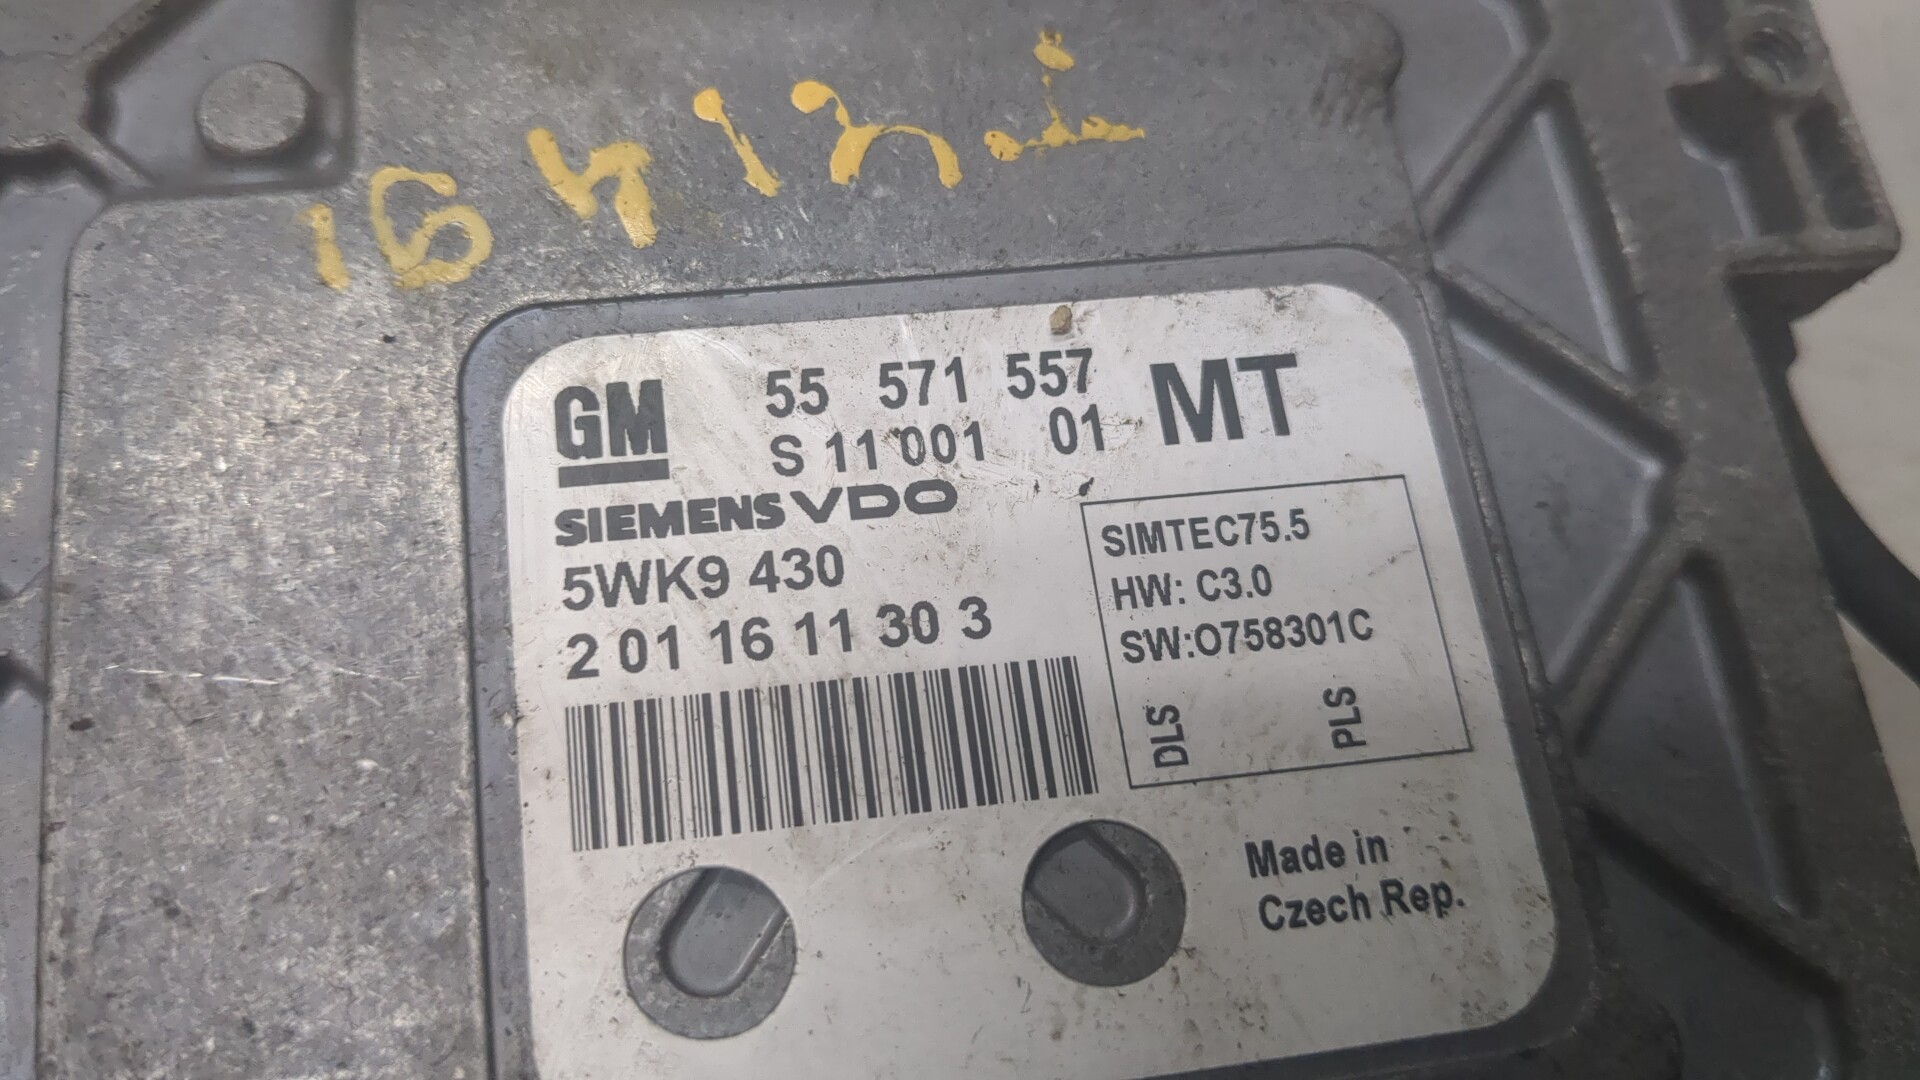 GM
55 571 557
S 11 001 01
MT
SIEMENS VDO
5WK9 430
2 01 16 11 30 3
SIMTEC75.5
HW: C3.0
SW:O758301C
DLS PLS
Made in
Czech Rep.